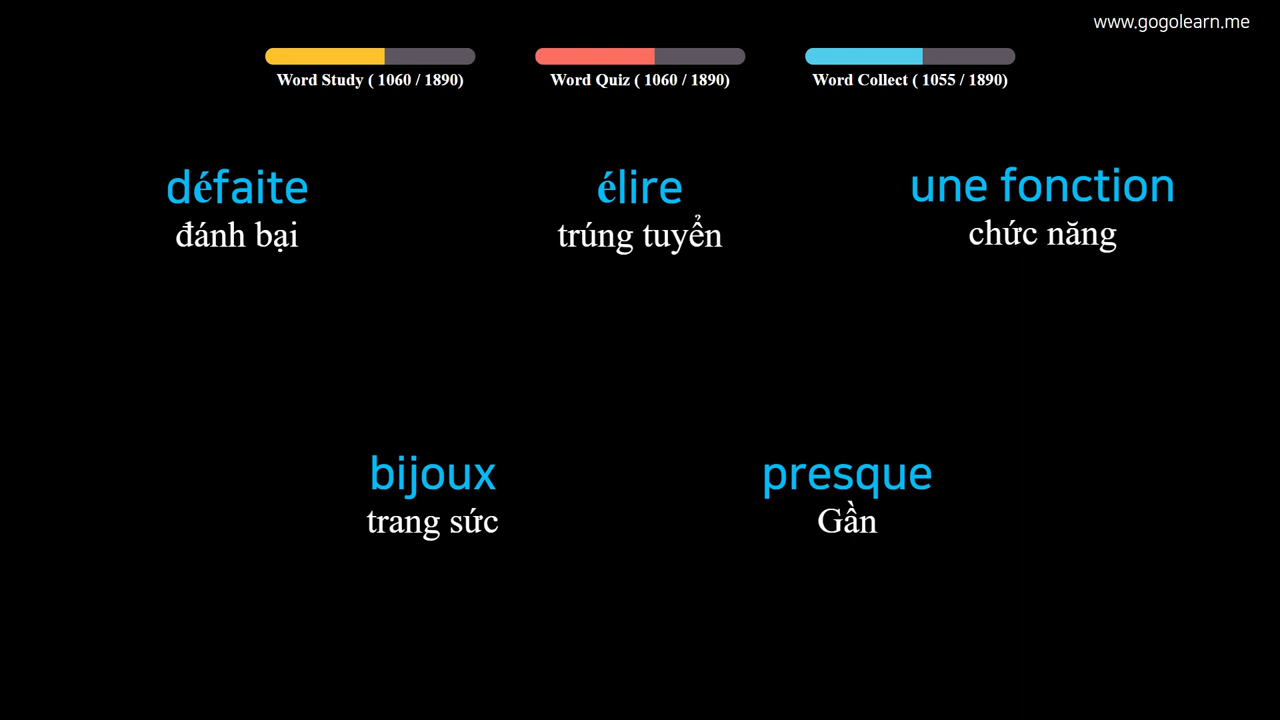 www.gogolearn.me
Word Study ( 1060 / 1890)
Word Quiz ( 1060 / 1890)
Word Collect ( 1055 / 1890)
défaite
đánh bại
élire
trúng tuyển
une fonction
chức năng
bijoux
trang sức
presque
Gần